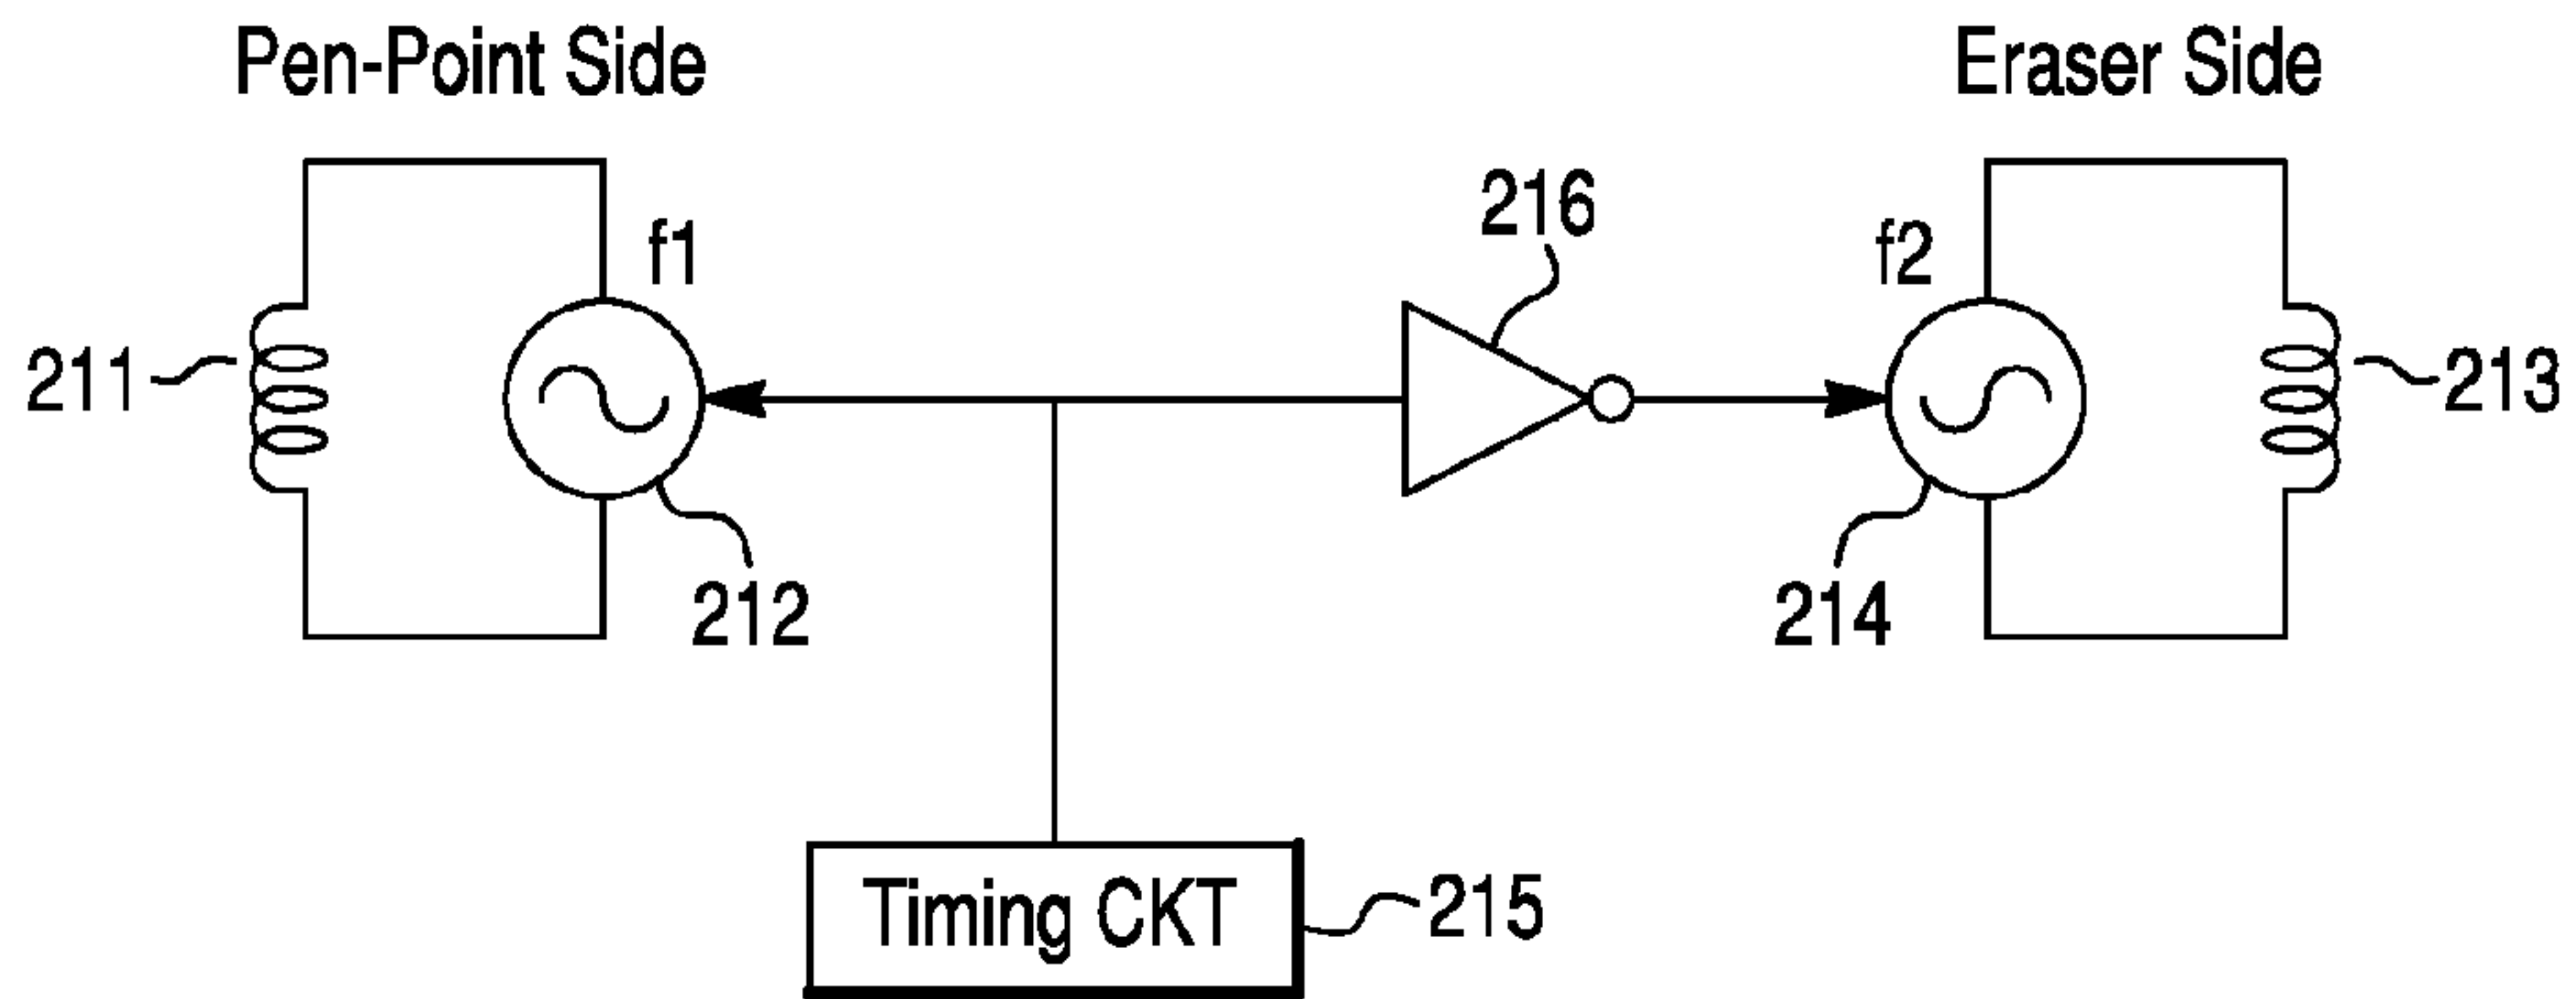 Pen-Point Side
Eraser Side
216
f1
f2
211
213
212
214
Timing CKT
215